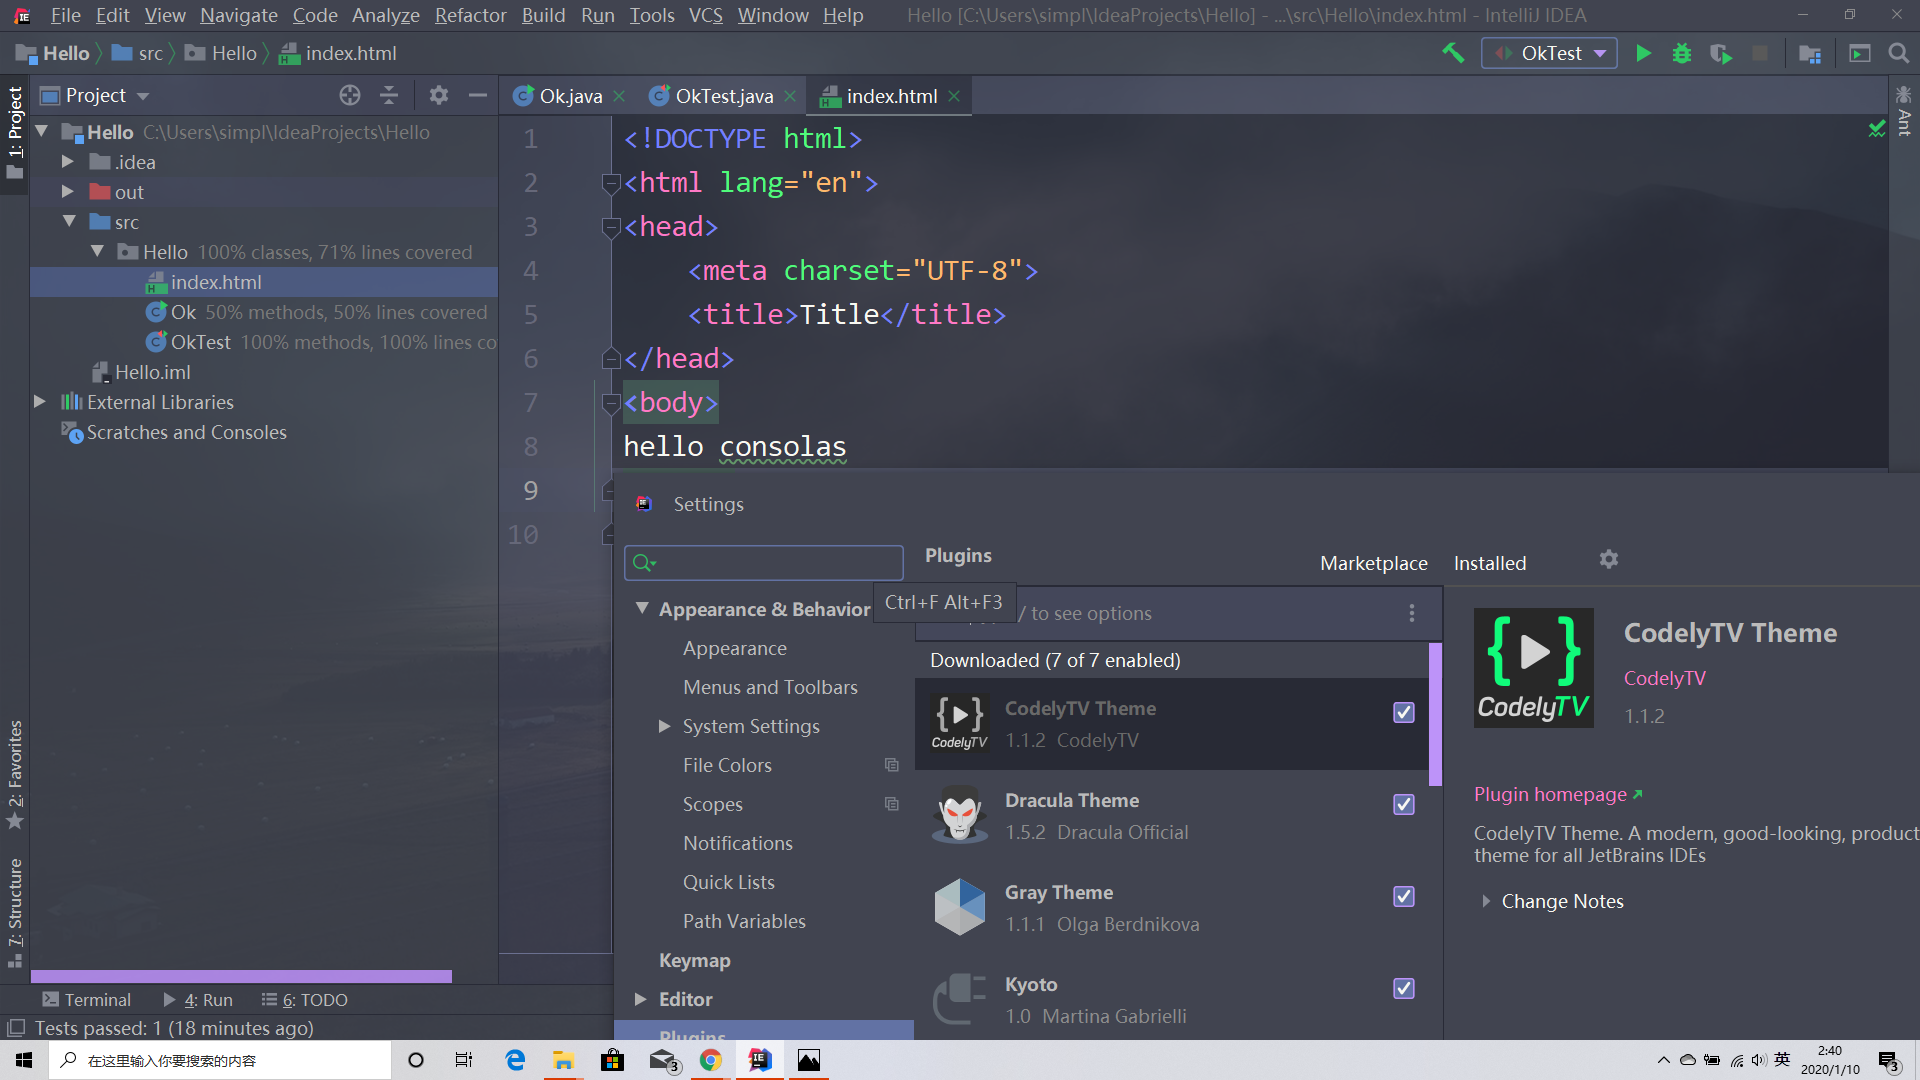 File Edit View Navigate Code Analyze Refactor Build Run Tools VCS Window Help Hello [C:\Users\simpl\IdeaProjects\Hello] - ...\src\Hello\index.html - IntelliJ IDEA
Hello src Hello index.html OkTest
1: Project
Project
Ok.java OkTest.java index.html
Ant
Hello C:\Users\simpl\IdeaProjects\Hello
.idea
out
src
Hello 100% classes, 71% lines covered
index.html
Ok 50% methods, 50% lines covered
OkTest 100% methods, 100% lines co
Hello.iml
External Libraries
Scratches and Consoles
1 <!DOCTYPE html>
2 <html lang="en">
3 <head>
4 <meta charset="UTF-8">
5 <title>Title</title>
6 </head>
7 <body>
8 hello consolas
9
10
Settings
Plugins
Marketplace Installed
Ctrl+F Alt+F3
/ to see options
Appearance & Behavior
Appearance
Menus and Toolbars
System Settings
File Colors
Scopes
Notifications
Quick Lists
Path Variables
Keymap
Editor
Plugins
Downloaded (7 of 7 enabled)
CodelyTV
CodelyTV Theme
1.1.2 CodelyTV
Dracula Theme
1.5.2 Dracula Official
Gray Theme
1.1.1 Olga Berdnikova
Kyoto
1.0 Martina Gabrielli
CodelyTV
CodelyTV Theme
CodelyTV
1.1.2
Plugin homepage
CodelyTV Theme. A modern, good-looking, product
theme for all JetBrains IDEs
Change Notes
2: Favorites
7: Structure
Terminal 4: Run 6: TODO
Tests passed: 1 (18 minutes ago)
在这里输入你要搜索的内容
3
英
2:40
2020/1/10
3